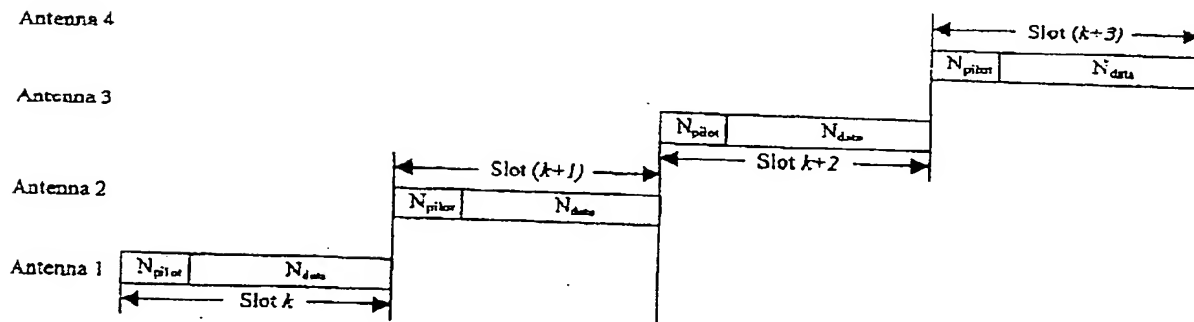 Antenna 4
Slot (k+3)
N_pilot N_data
Antenna 3
N_pilot N_data
Slot (k+1)
Slot k+2
Antenna 2
N_pilot N_data
Antenna 1
N_pilot N_data
Slot k